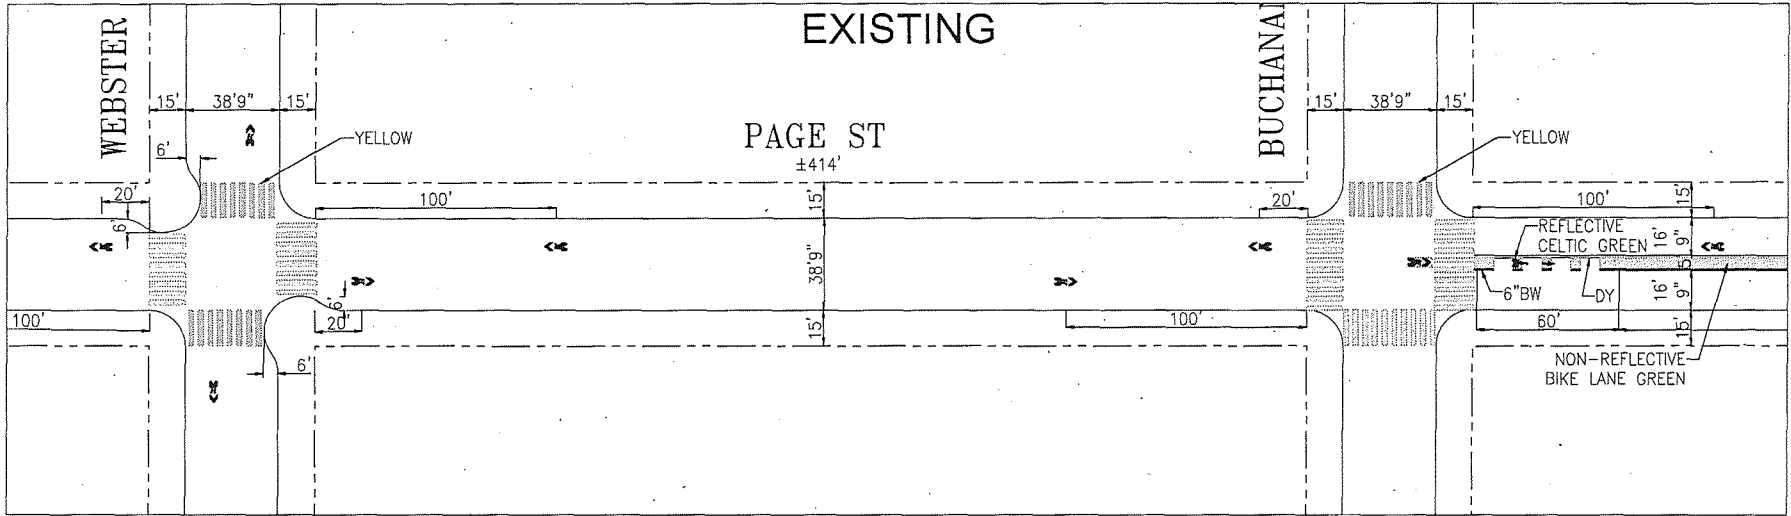 EXISTING
WEBSTER
BUCHANA
15' 38'9" 15'
15' 38'9" 15'
PAGE ST
±414'
YELLOW
YELLOW
6'
20'
6'
100'
15'
20'
100'
15'
REFLECTIVE
CELTIC GREEN
16'
9"
38'9"
5'
6"BW
DY
16'
9"
6'
20'
100'
15'
100'
60'
15'
6'
NON-REFLECTIVE
BIKE LANE GREEN